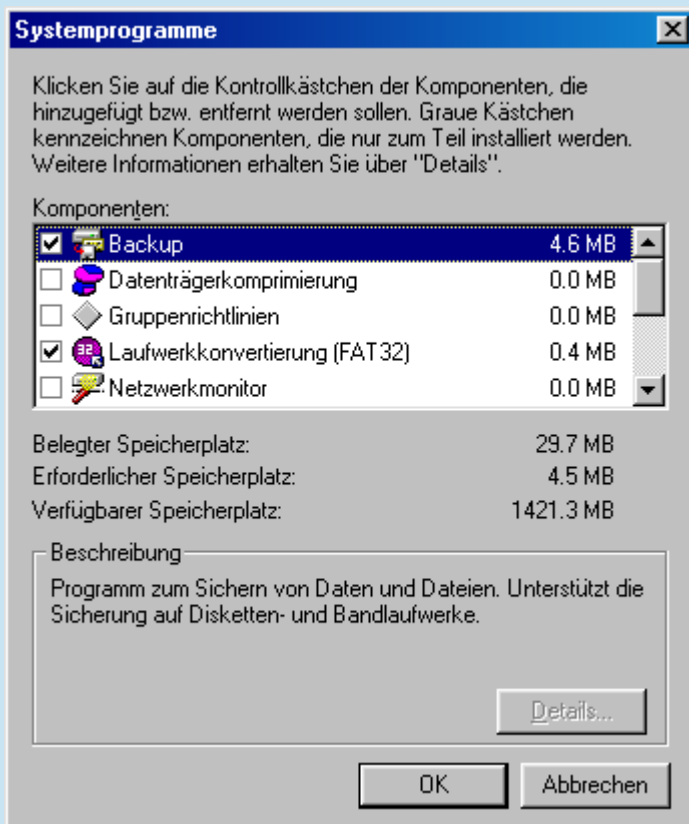 Systemprogramme
Klicken Sie auf die Kontrollkästchen der Komponenten, die
hinzugefügt bzw. entfernt werden sollen. Graue Kästchen
kennzeichnen Komponenten, die nur zum Teil installiert werden.
Weitere Informationen erhalten Sie über "Details".
Komponenten:
Backup 4.6 MB
Datenträgerkomprimierung 0.0 MB
Gruppenrichtlinien 0.0 MB
32 Laufwerkkonvertierung (FAT32) 0.4 MB
Netzwerkmonitor 0.0 MB
Belegter Speicherplatz: 29.7 MB
Erforderlicher Speicherplatz: 4.5 MB
Verfügbarer Speicherplatz: 1421.3 MB
Beschreibung
Programm zum Sichern von Daten und Dateien. Unterstützt die
Sicherung auf Disketten- und Bandlaufwerke.
Details...
OK Abbrechen